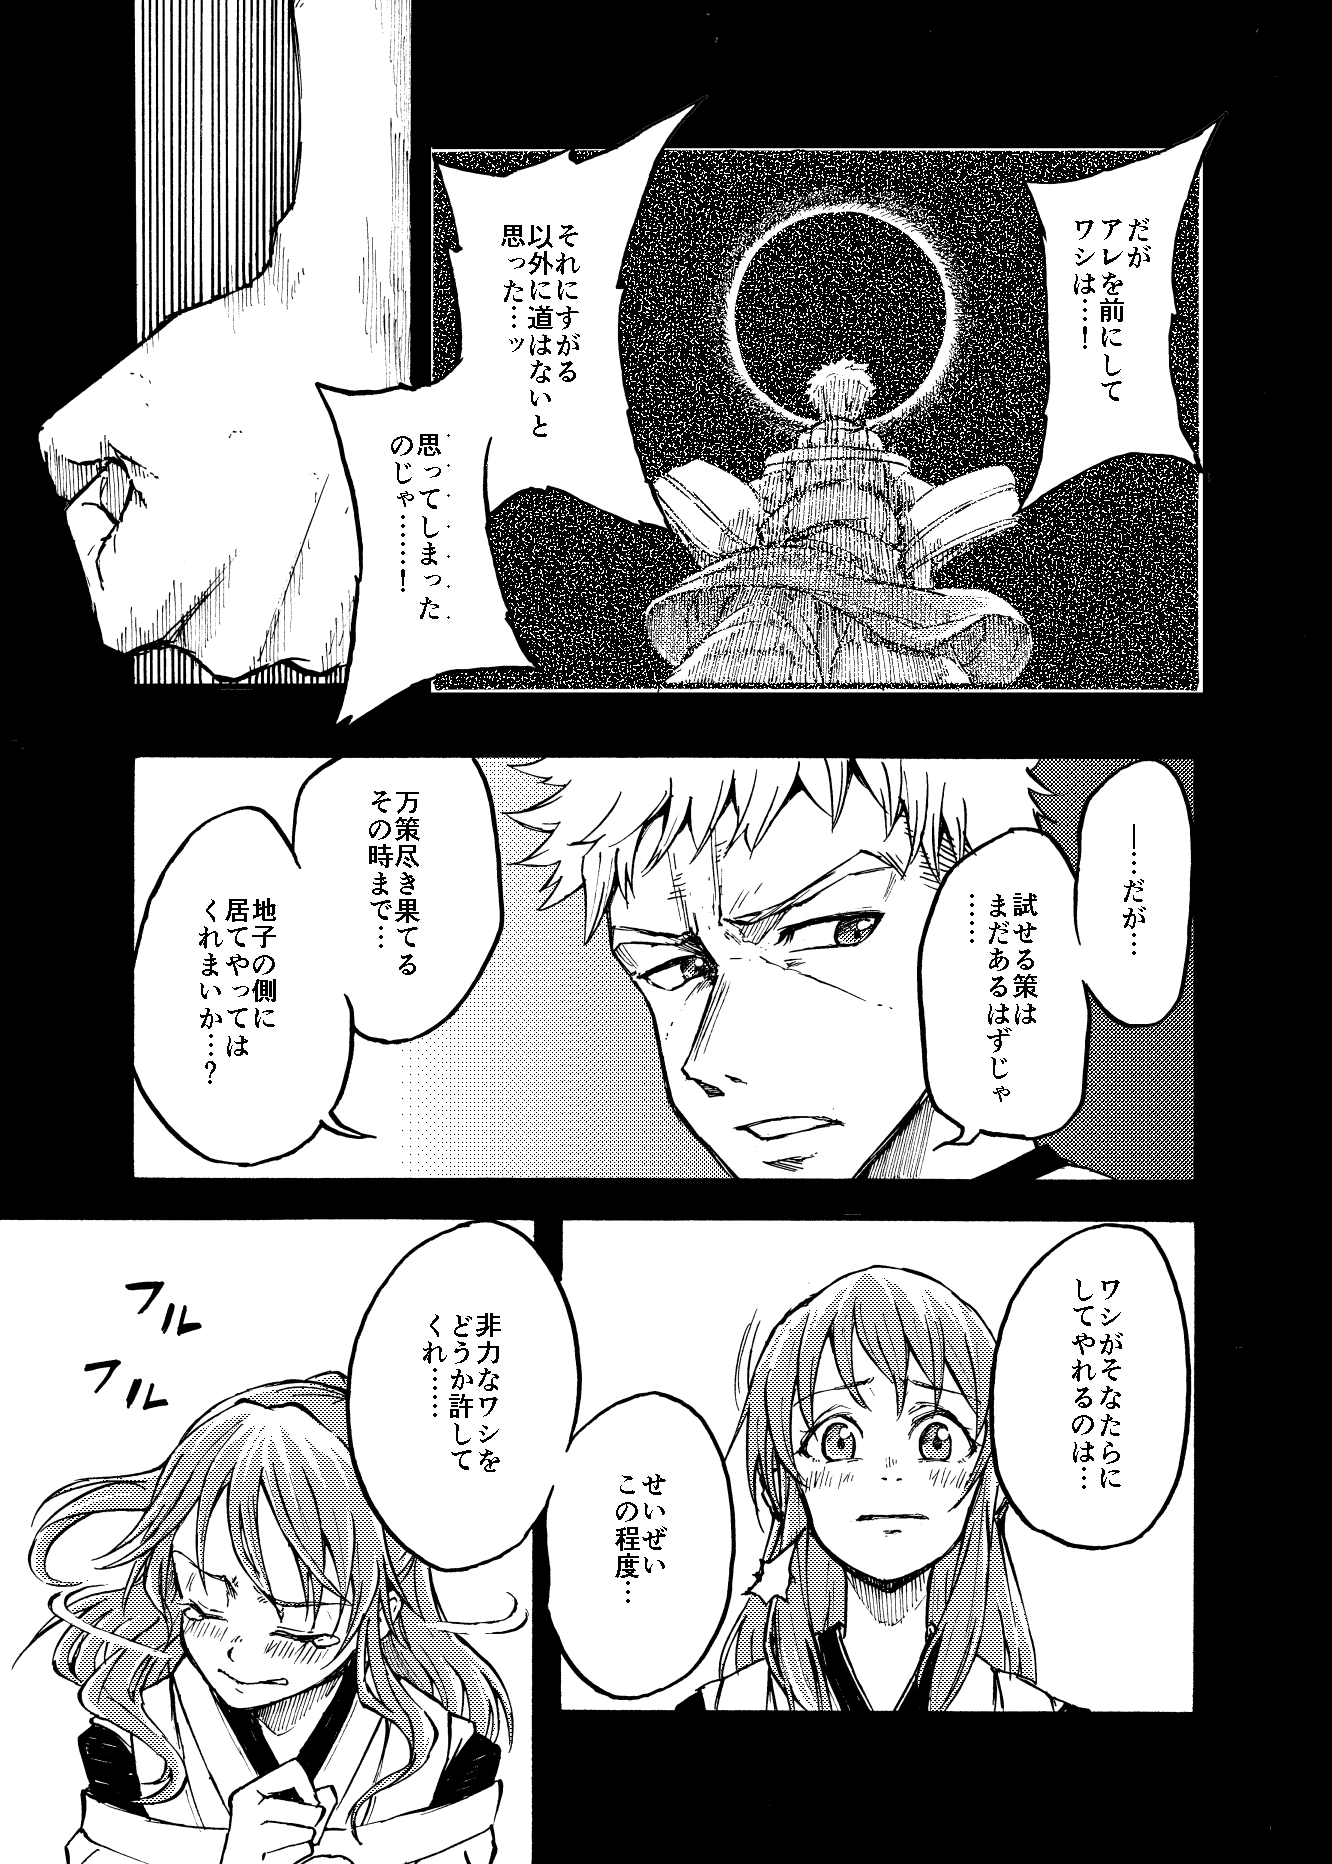 だが
アレを前にして
ワシは…！
それにすがる
以外に道はないと
思った…ッ
思ってしまった
のじゃ……！
―…だが…
試せる策は
まだあるはずじゃ
……
万策尽き果てる
その時まで…
地子の側に
居てやっては
くれまいか…？
ワシがそなたらに
してやれるのは…
せいぜい
この程度…
非力なワシを
どうか許して
くれ……
フルル
フルル